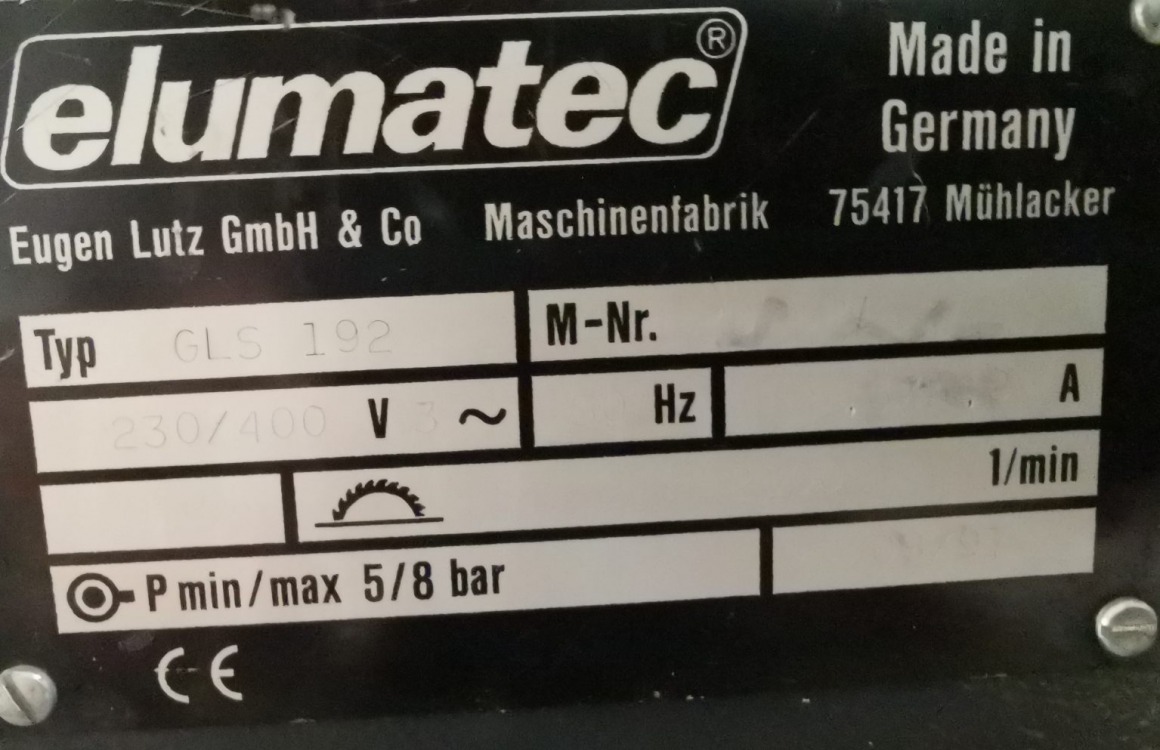 elumatec®
Made in
Germany
Eugen Lutz GmbH & Co Maschinenfabrik 75417 Mühlacker
Typ GLS 192 M-Nr.
230/400 V 3 ~ Hz A
1/min
P min/max 5/8 bar
CE